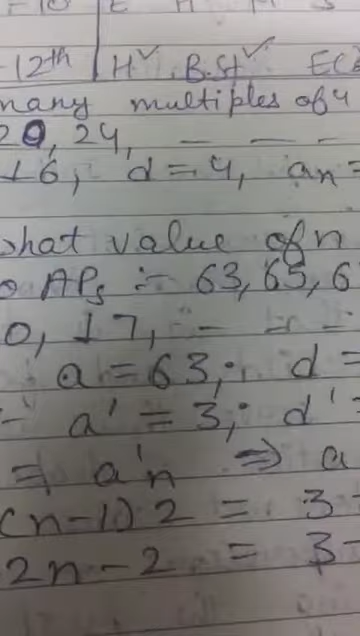 12th H B.St EC
many multiples of 4
20, 24, _ _ _
16, d=4, an=
what value of n
APs :- 63, 65, 6
0, 17, - - -
a = 63; d =
a' = 3; d' =
= a'n ⇒ a
(n-1)2 = 3
2n-2 = 3-